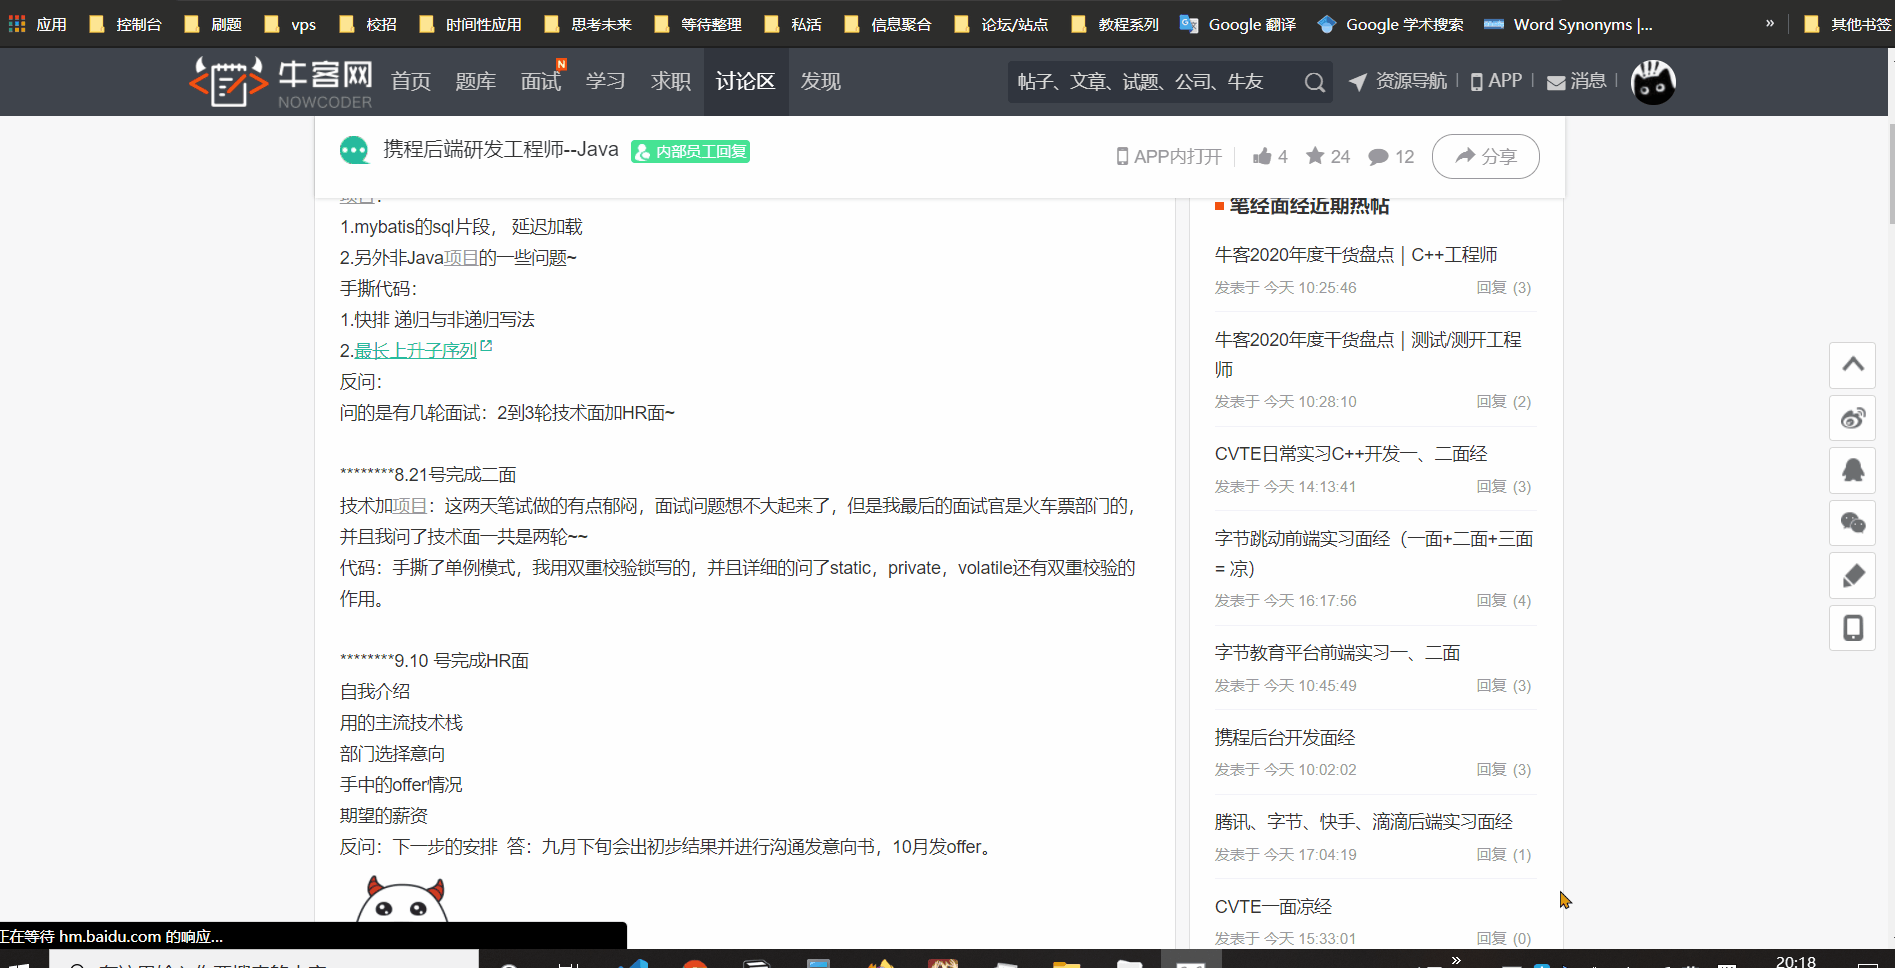 应用 控制台 刷题 vps 校招 时间性应用 思考未来 等待整理 私活 信息聚合 论坛/站点 教程系列 Google 翻译 Google 学术搜索 Word Synonyms |... » 其他书签
牛客网 NOWCODER 首页 题库 面试 N 学习 求职 讨论区 发现 帖子、文章、试题、公司、牛友 资源导航 APP 消息
携程后端研发工程师--Java 内部员工回复 APP内打开 4 24 12 分享
项目：
1.mybatis的sql片段， 延迟加载
2.另外非Java项目的一些问题~
手撕代码：
1.快排 递归与非递归写法
2.最长上升子序列
反问：
问的是有几轮面试：2到3轮技术面加HR面~
********8.21号完成二面
技术加项目：这两天笔试做的有点郁闷，面试问题想不大起来了，但是我最后的面试官是火车票部门的，
并且我问了技术面一共是两轮~~
代码：手撕了单例模式，我用双重校验锁写的，并且详细的问了static，private，volatile还有双重校验的
作用。
********9.10 号完成HR面
自我介绍
用的主流技术栈
部门选择意向
手中的offer情况
期望的薪资
反问：下一步的安排 答：九月下旬会出初步结果并进行沟通发意向书，10月发offer。
笔经面经近期热帖
牛客2020年度干货盘点 | C++工程师
发表于 今天 10:25:46 回复 (3)
牛客2020年度干货盘点 | 测试/测开工程
师
发表于 今天 10:28:10 回复 (2)
CVTE日常实习C++开发一、二面经
发表于 今天 14:13:41 回复 (3)
字节跳动前端实习面经（一面+二面+三面
= 凉)
发表于 今天 16:17:56 回复 (4)
字节教育平台前端实习一、二面
发表于 今天 10:45:49 回复 (3)
携程后台开发面经
发表于 今天 10:02:02 回复 (3)
腾讯、字节、快手、滴滴后端实习面经
发表于 今天 17:04:19 回复 (1)
CVTE一面凉经
发表于 今天 15:33:01 回复 (0)
正在等待 hm.baidu.com 的响应...
20:18